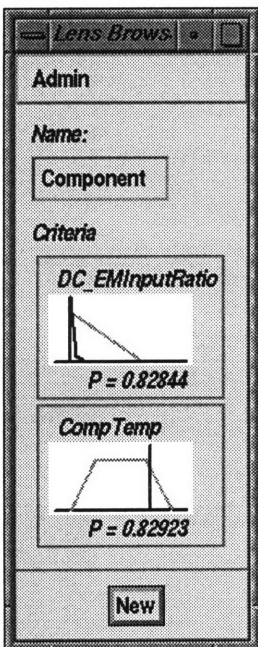 Lens Brows
Admin
Name:
Component
Criteria
DC_EMInputRatio
P = 0.82844
CompTemp
P = 0.82923
New